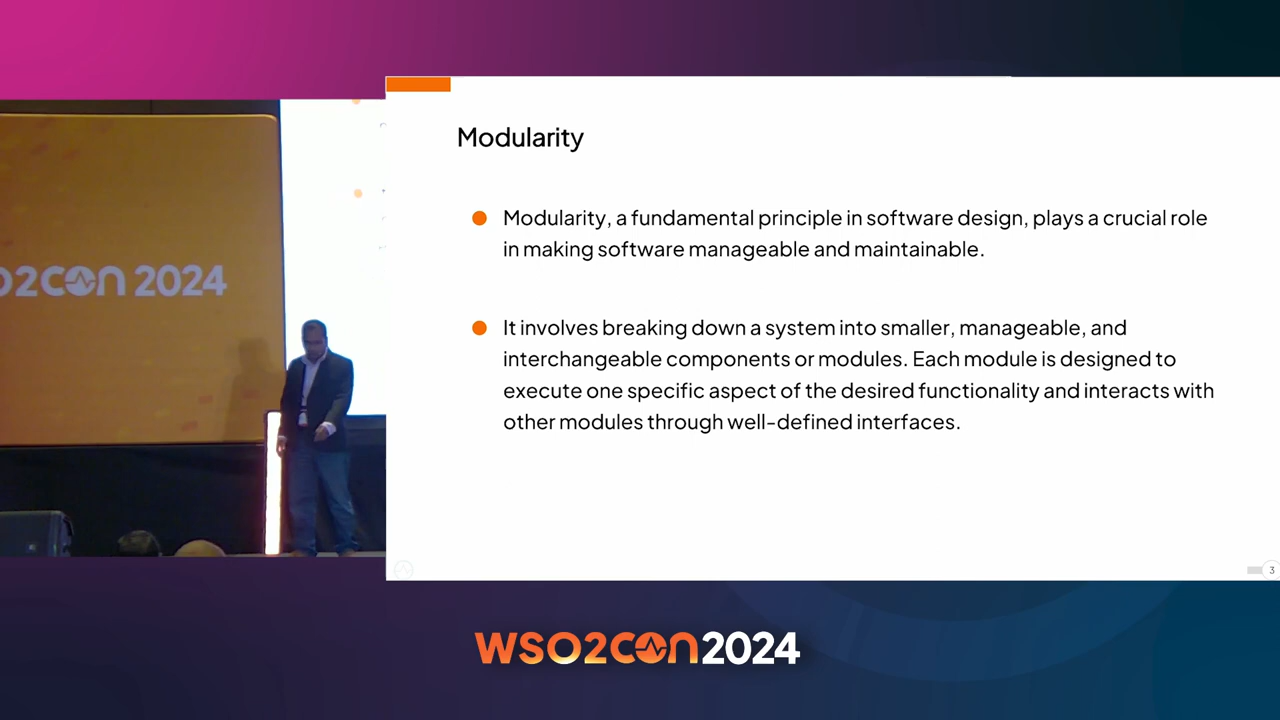 Modularity
Modularity, a fundamental principle in software design, plays a crucial role
in making software manageable and maintainable.
It involves breaking down a system into smaller, manageable, and
interchangeable components or modules. Each module is designed to
execute one specific aspect of the desired functionality and interacts with
other modules through well-defined interfaces.
O2CON 2024
3
WSO2CON2024